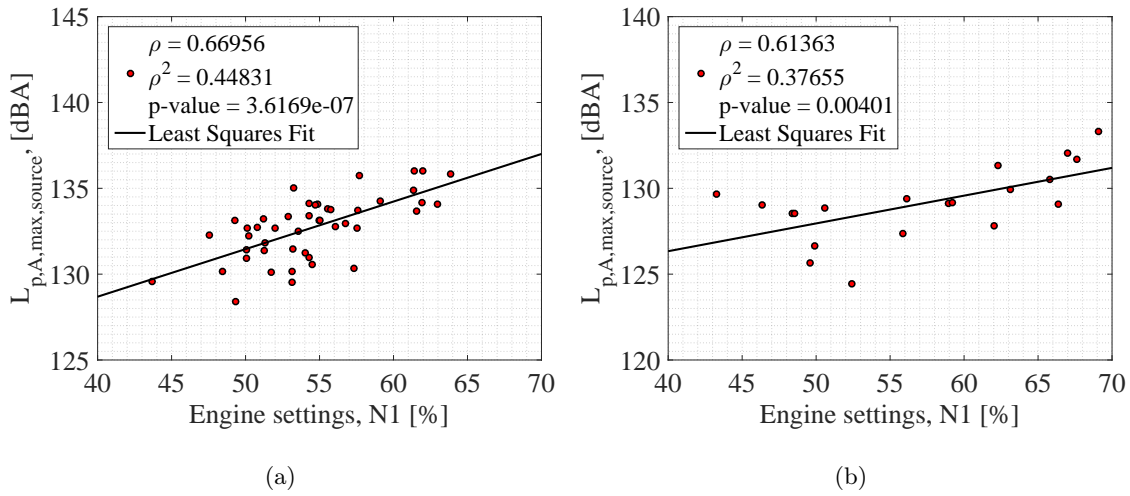 145
140
135
130
125
40 45 50 55 60 65 70
L_{p,A,max,source}, [dBA]
Engine settings, N1 [%]
ρ = 0.66956
ρ² = 0.44831
p-value = 3.6169e-07
Least Squares Fit
(a)
140
135
130
125
120
40 45 50 55 60 65 70
L_{p,A,max,source}, [dBA]
Engine settings, N1 [%]
ρ = 0.61363
ρ² = 0.37655
p-value = 0.00401
Least Squares Fit
(b)